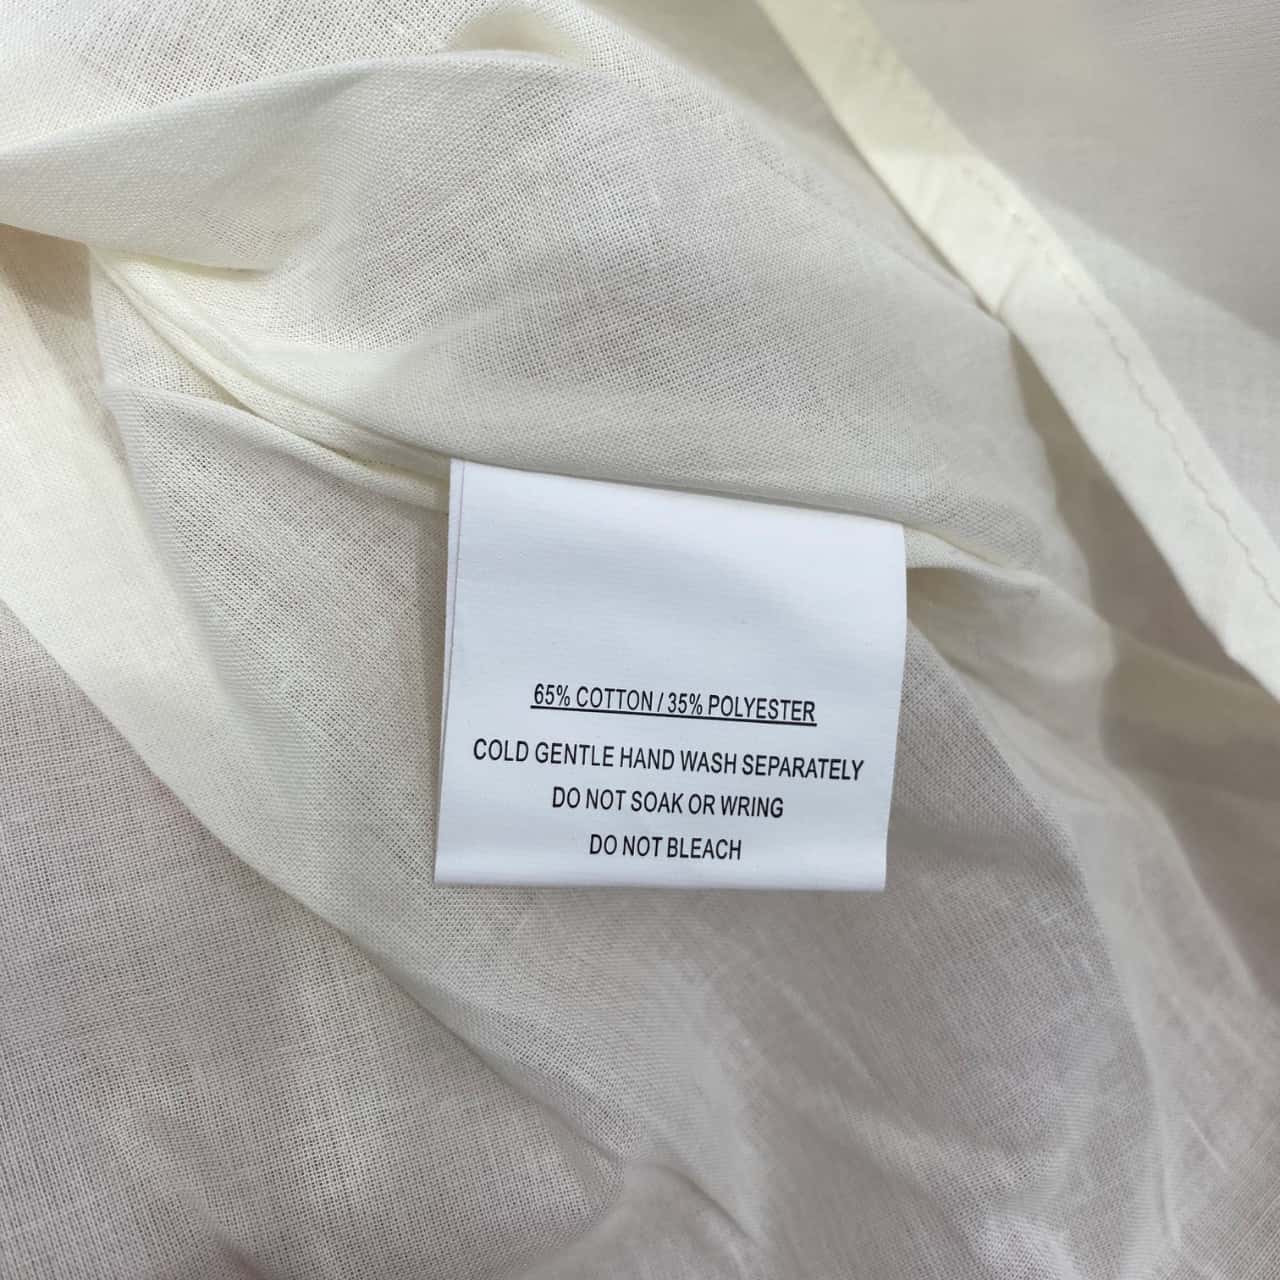 65% COTTON / 35% POLYESTER
COLD GENTLE HAND WASH SEPARATELY
DO NOT SOAK OR WRING
DO NOT BLEACH